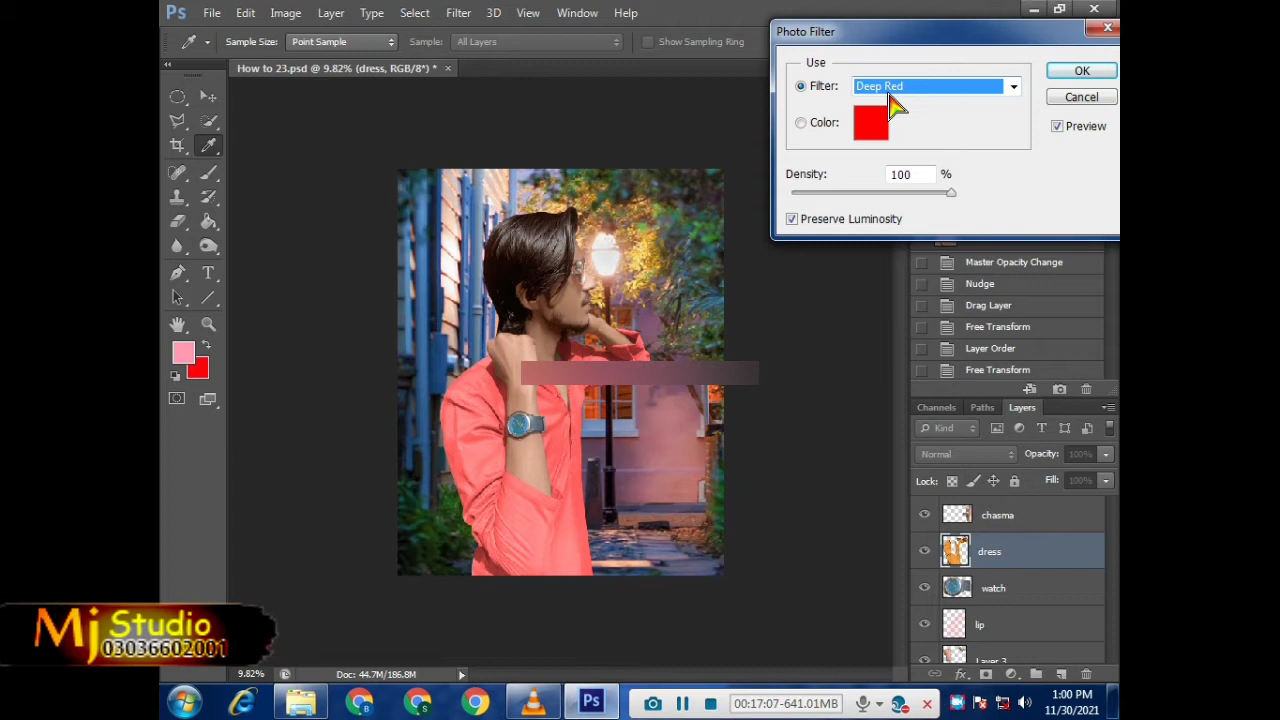 Ps File Edit Image Layer Type Select Filter 3D View Window Help
Sample Size: Point Sample Sample: All Layers Show Sampling Ring
How to 23.psd @ 9.82% (dress, RGB/8*) * ×
Photo Filter
Use
Filter: Deep Red
Color:
OK
Cancel
Preview
Density: 100 %
Preserve Luminosity
Master Opacity Change
Nudge
Drag Layer
Free Transform
Layer Order
Free Transform
Channels Paths Layers
Kind
Normal Opacity: 100%
Lock: Fill: 100%
chasma
dress
watch
lip
Layer 3
Mj Studio
03036602001
9.82% Doc: 44.7M/186.8M
Ps
00:17:07-641.01MB
1:00 PM
11/30/2021